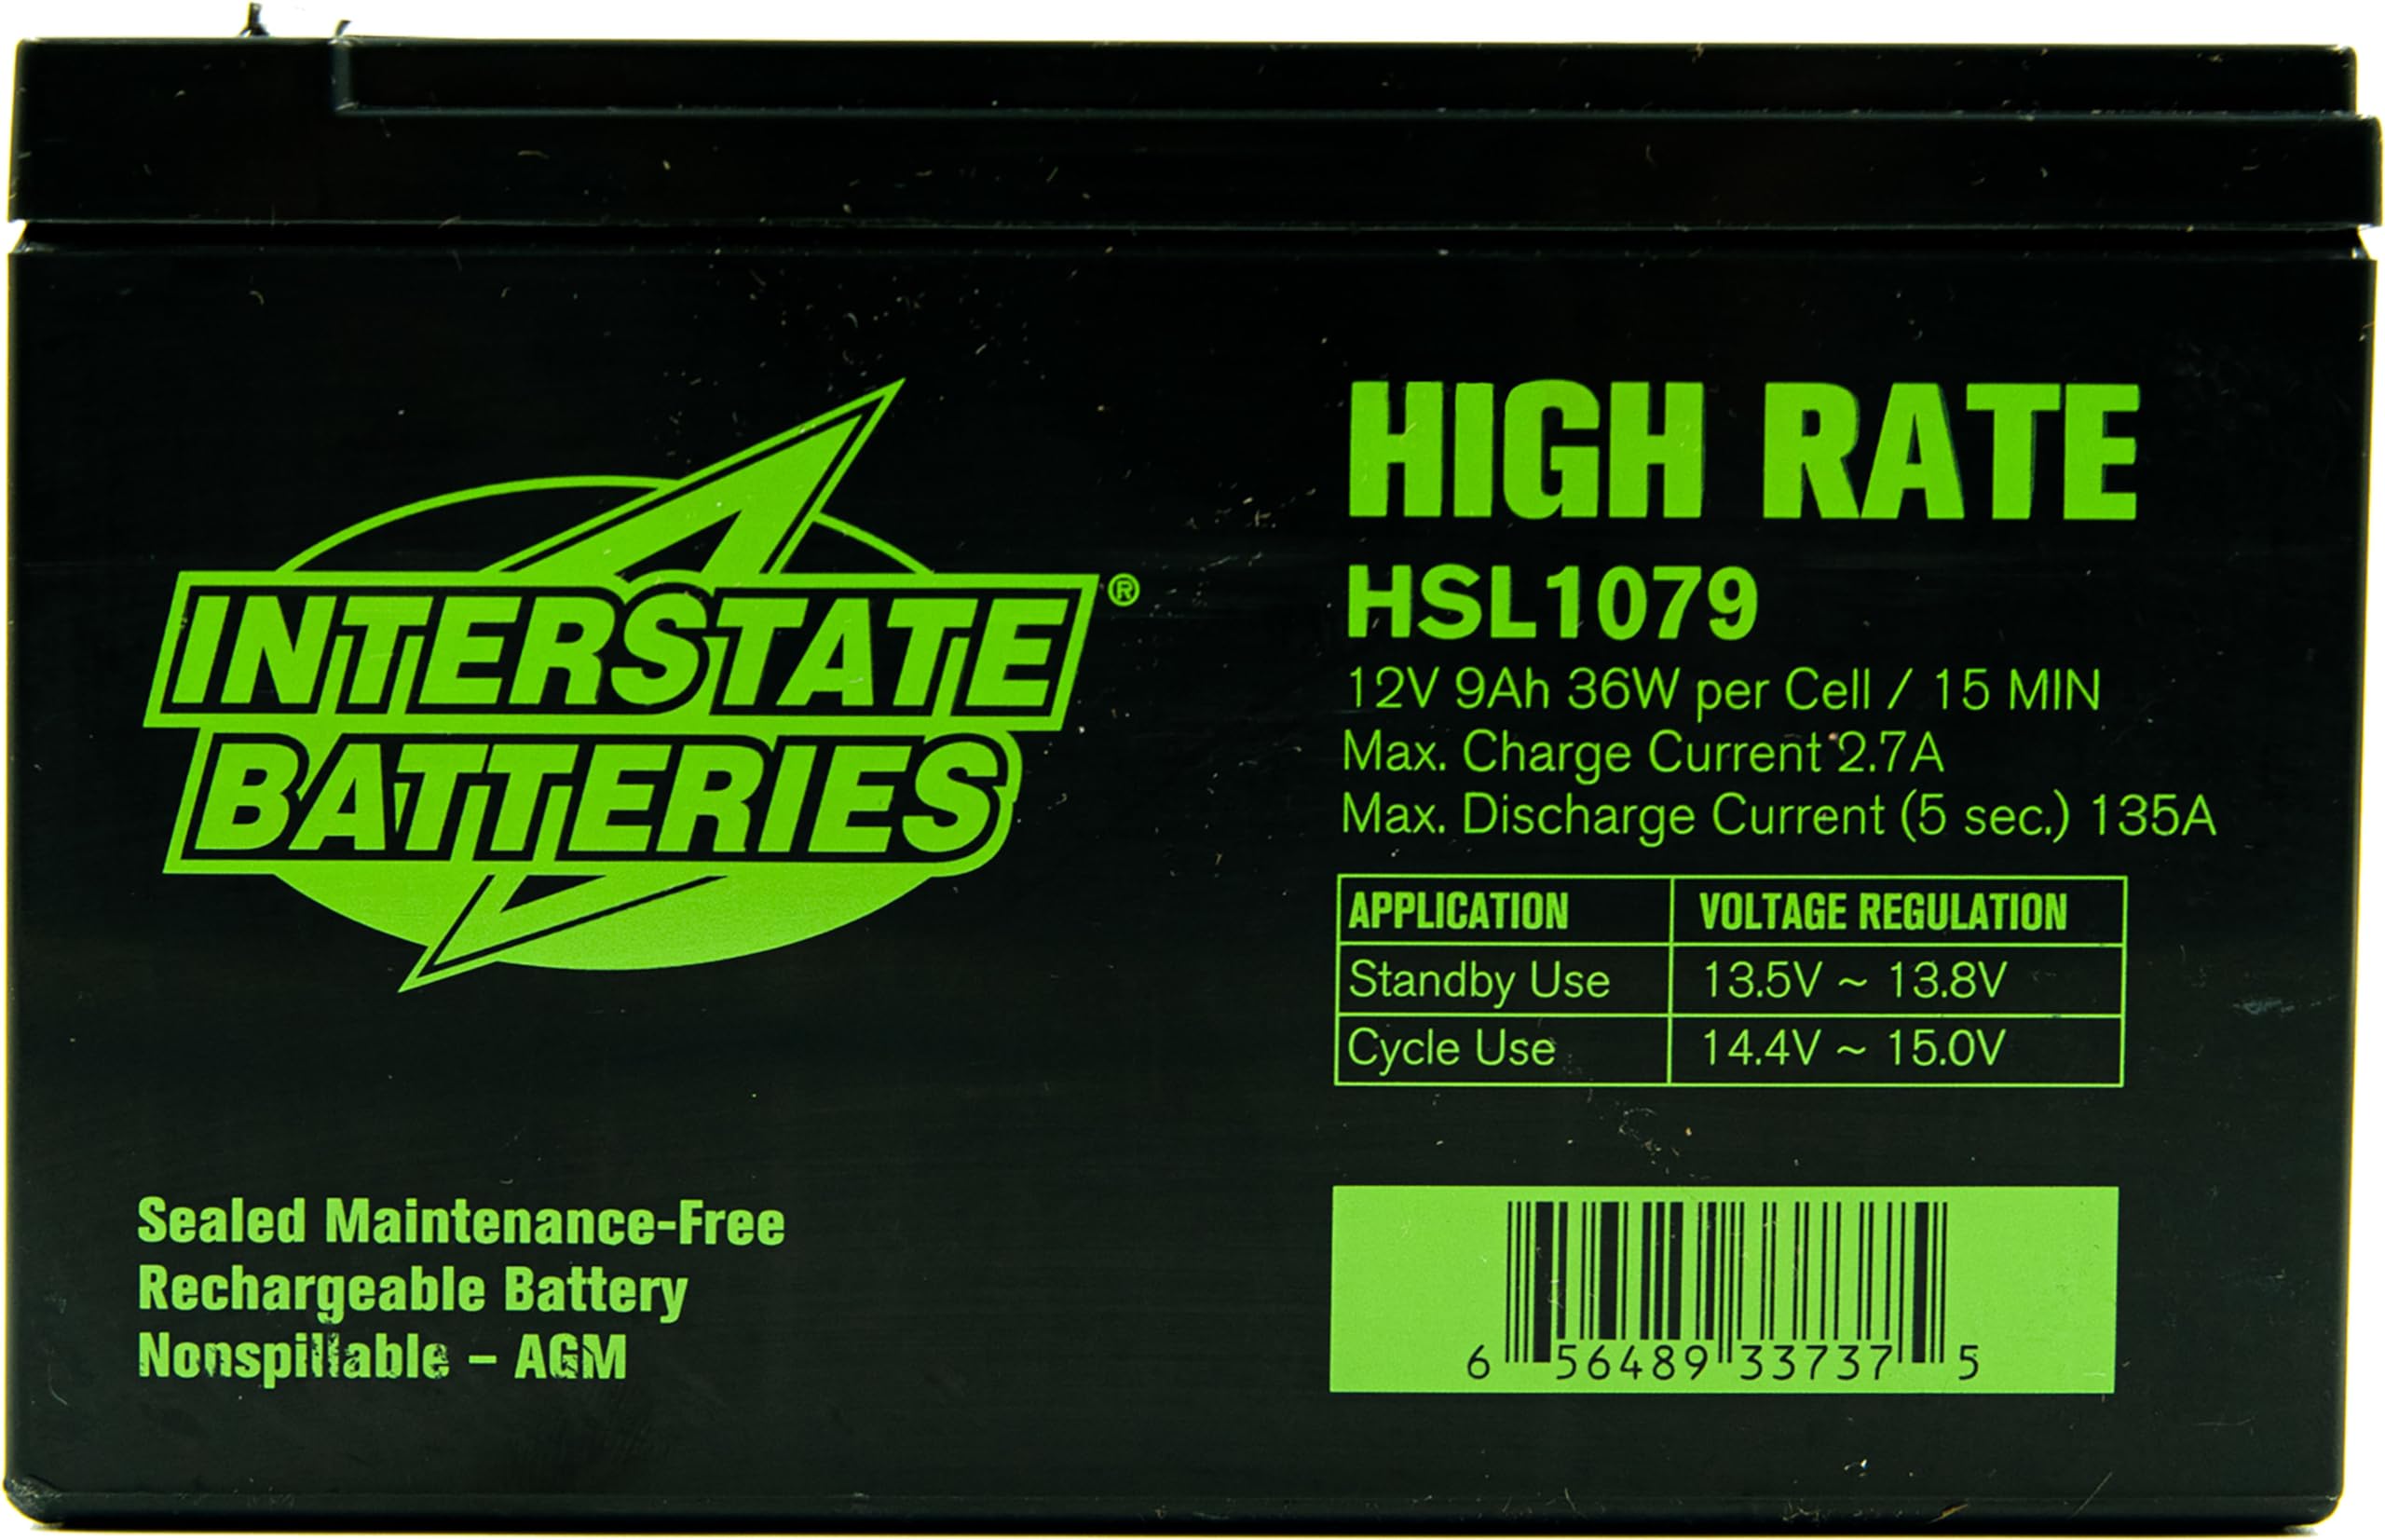 INTERSTATE®
BATTERIES
HIGH RATE
HSL1079
12V 9Ah 36W per Cell / 15 MIN
Max. Charge Current 2.7A
Max. Discharge Current (5 sec.) 135A
APPLICATION VOLTAGE REGULATION
Standby Use 13.5V ~ 13.8V
Cycle Use 14.4V ~ 15.0V
Sealed Maintenance-Free
Rechargeable Battery
Nonspillable – AGM
6 56489 33737 5